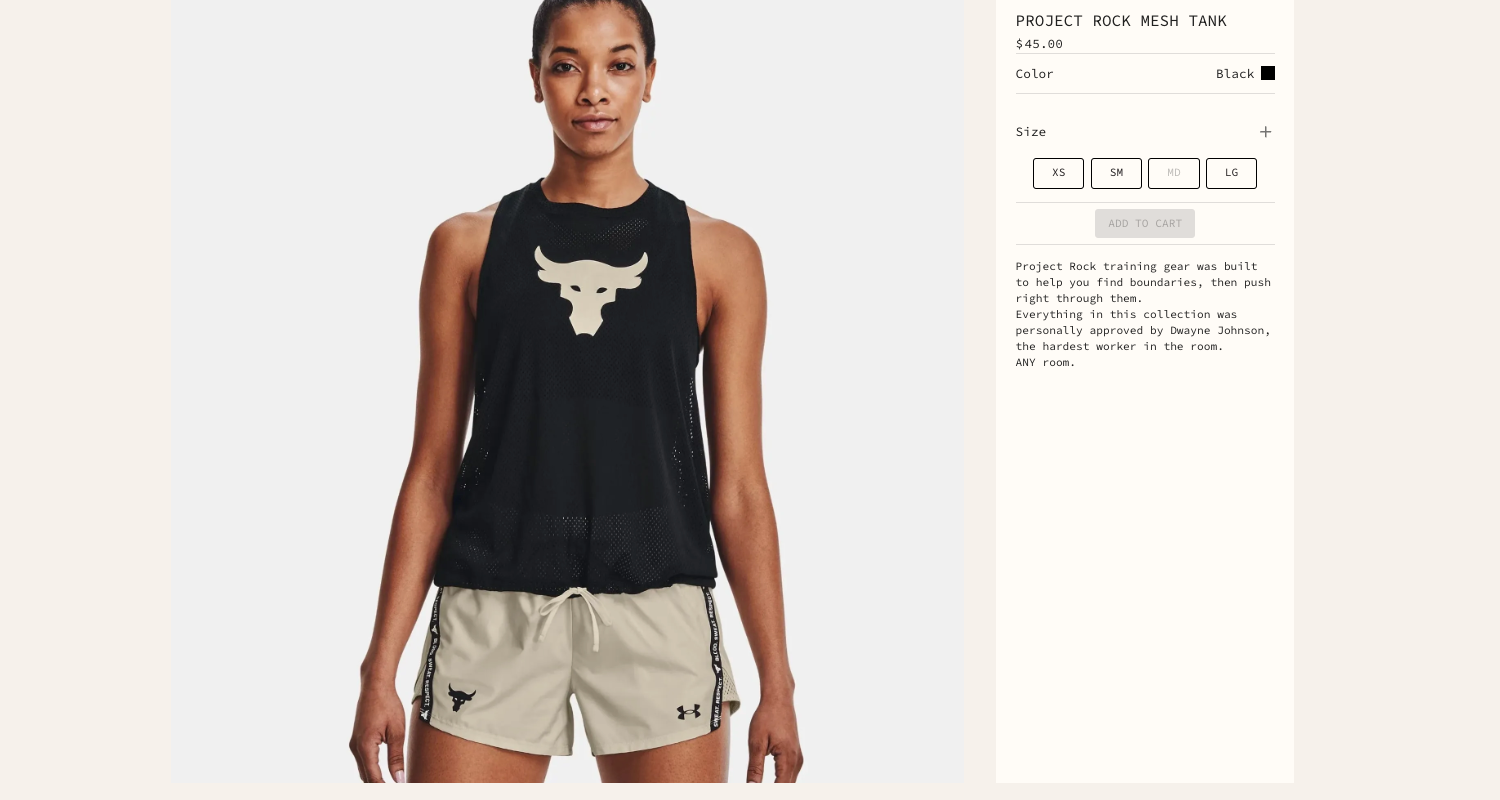 PROJECT ROCK MESH TANK
$45.00
Color
Black
Size
XS
SM
MD
LG
ADD TO CART
Project Rock training gear was built
to help you find boundaries, then push
right through them.
Everything in this collection was
personally approved by Dwayne Johnson,
the hardest worker in the room.
ANY room.